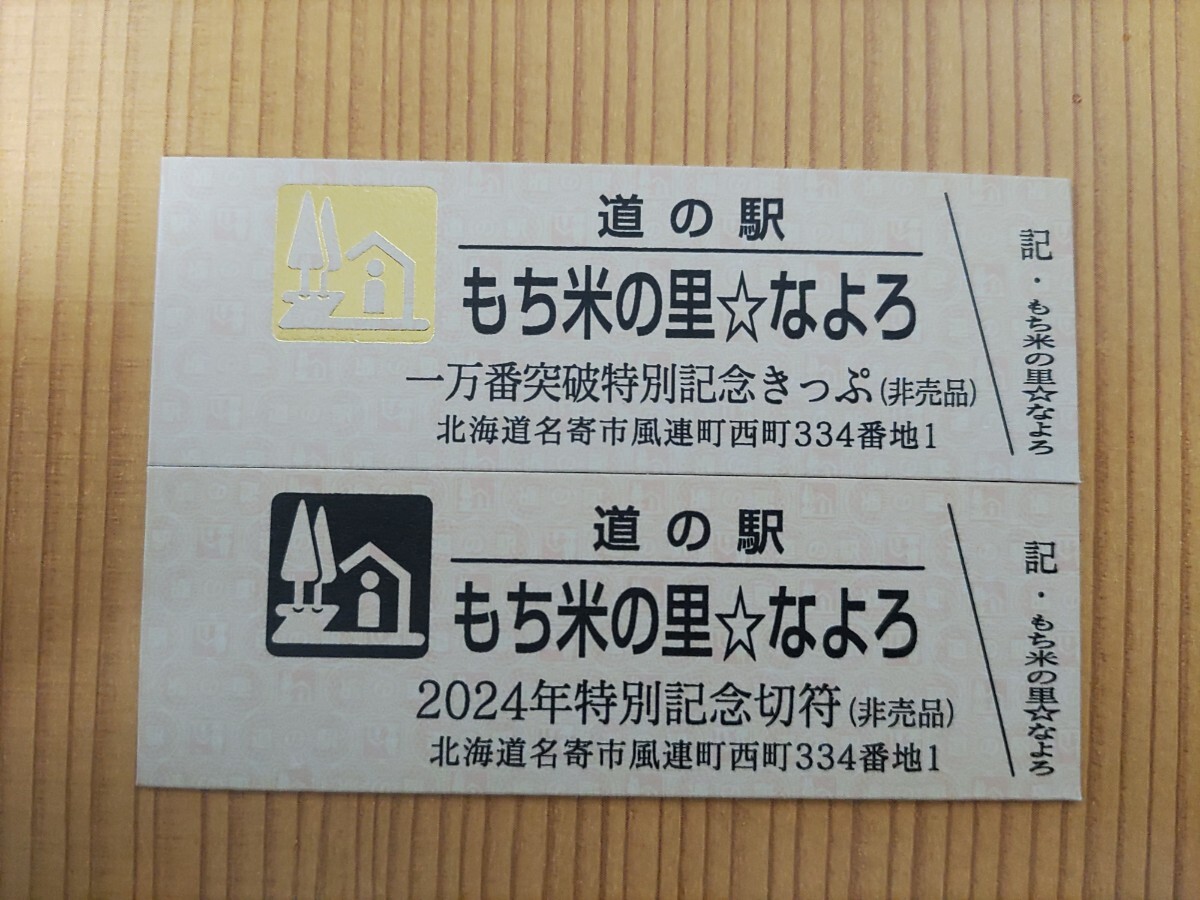 道の駅
もち米の里☆なよろ
一万番突破特別記念きっぷ(非売品)
北海道名寄市風連町西町334番地1
記・もち米の里☆なよろ
道の駅
もち米の里☆なよろ
2024年特別記念切符(非売品)
北海道名寄市風連町西町334番地1
記・もち米の里☆なよろ